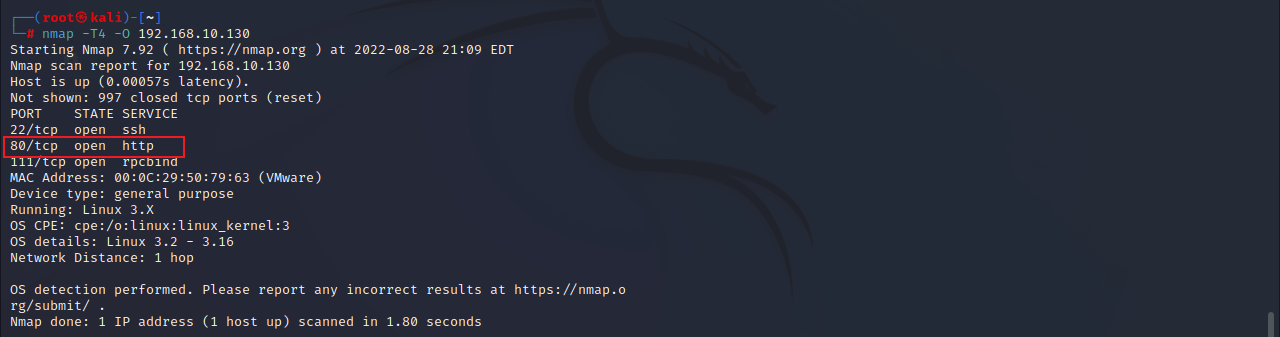 ┌──(root㉿kali)-[~]
└─# nmap -T4 -O 192.168.10.130
Starting Nmap 7.92 ( https://nmap.org ) at 2022-08-28 21:09 EDT
Nmap scan report for 192.168.10.130
Host is up (0.00057s latency).
Not shown: 997 closed tcp ports (reset)
PORT    STATE SERVICE
22/tcp  open  ssh
80/tcp  open  http
111/tcp open  rpcbind
MAC Address: 00:0C:29:50:79:63 (VMware)
Device type: general purpose
Running: Linux 3.X
OS CPE: cpe:/o:linux:linux_kernel:3
OS details: Linux 3.2 - 3.16
Network Distance: 1 hop

OS detection performed. Please report any incorrect results at https://nmap.o
rg/submit/ .
Nmap done: 1 IP address (1 host up) scanned in 1.80 seconds